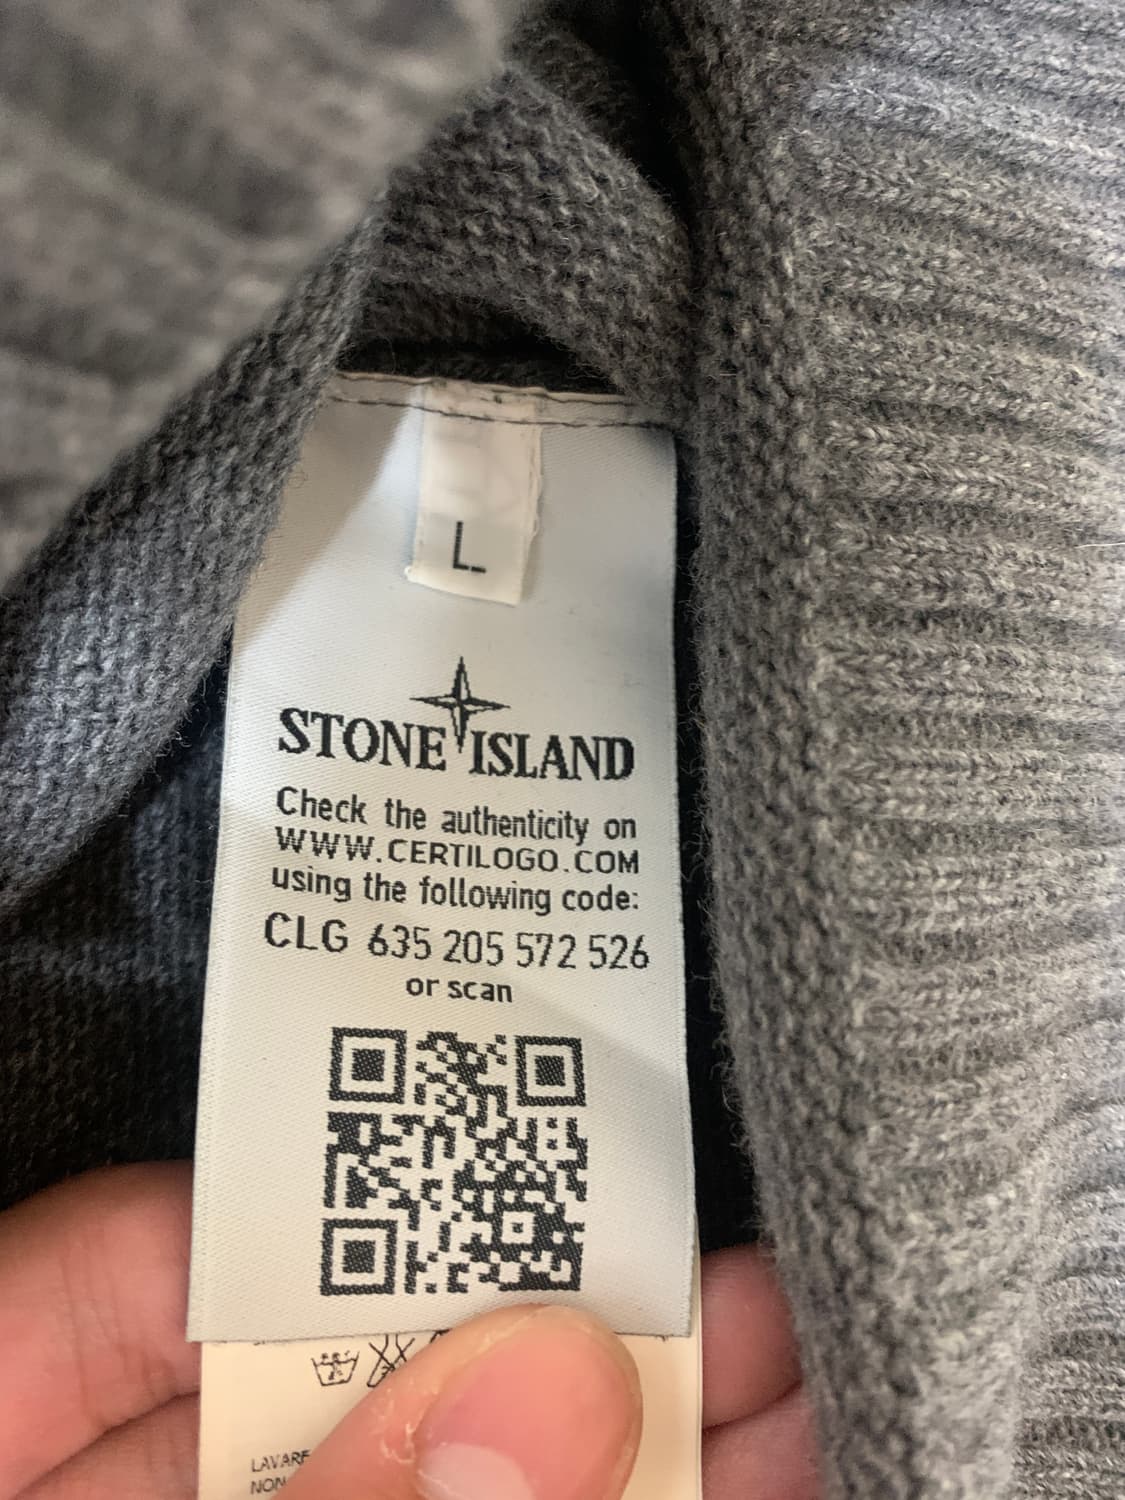 L
STONE ISLAND
Check the authenticity on
WWW.CERTILOGO.COM
using the following code:
CLG 635 205 572 526
or scan
LAVARE
NON